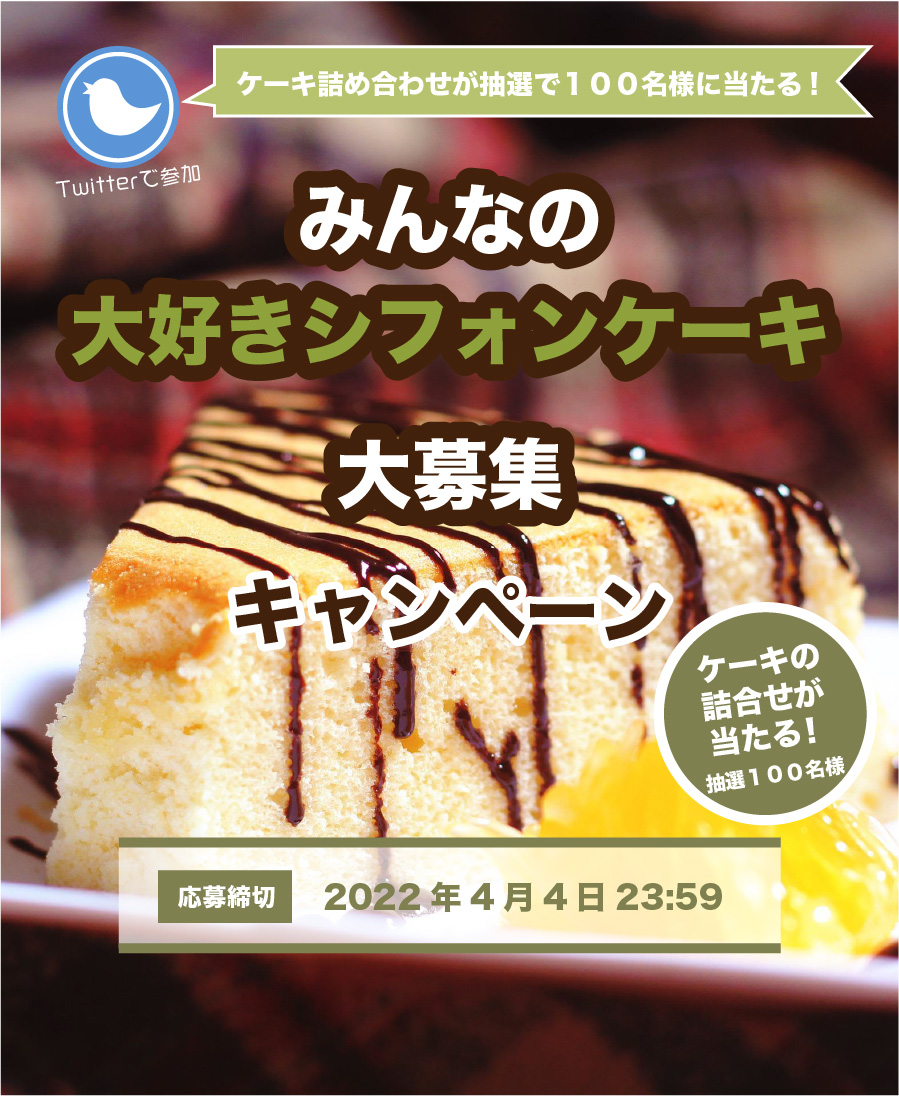 ケーキ詰め合わせが抽選で１００名様に当たる！
Twitterで参加
みんなの
大好きシフォンケーキ
大募集
キャンペーン
ケーキの
詰合せが
当たる！
抽選１００名様
応募締切 2022年4月4日23:59